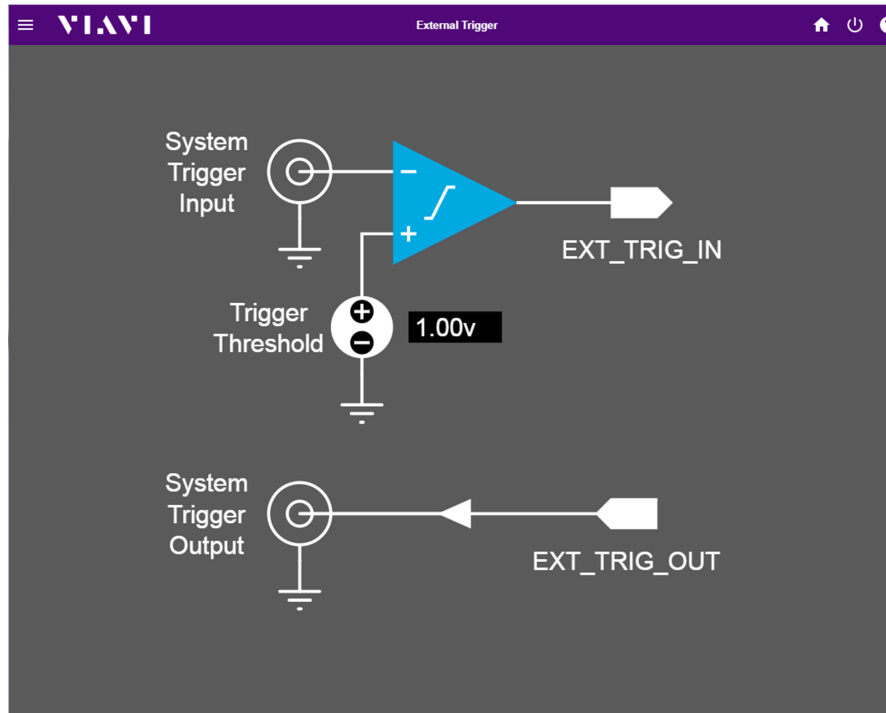 VIAVI
External Trigger
System
Trigger
Input
EXT_TRIG_IN
Trigger
Threshold
1.00v
System
Trigger
Output
EXT_TRIG_OUT